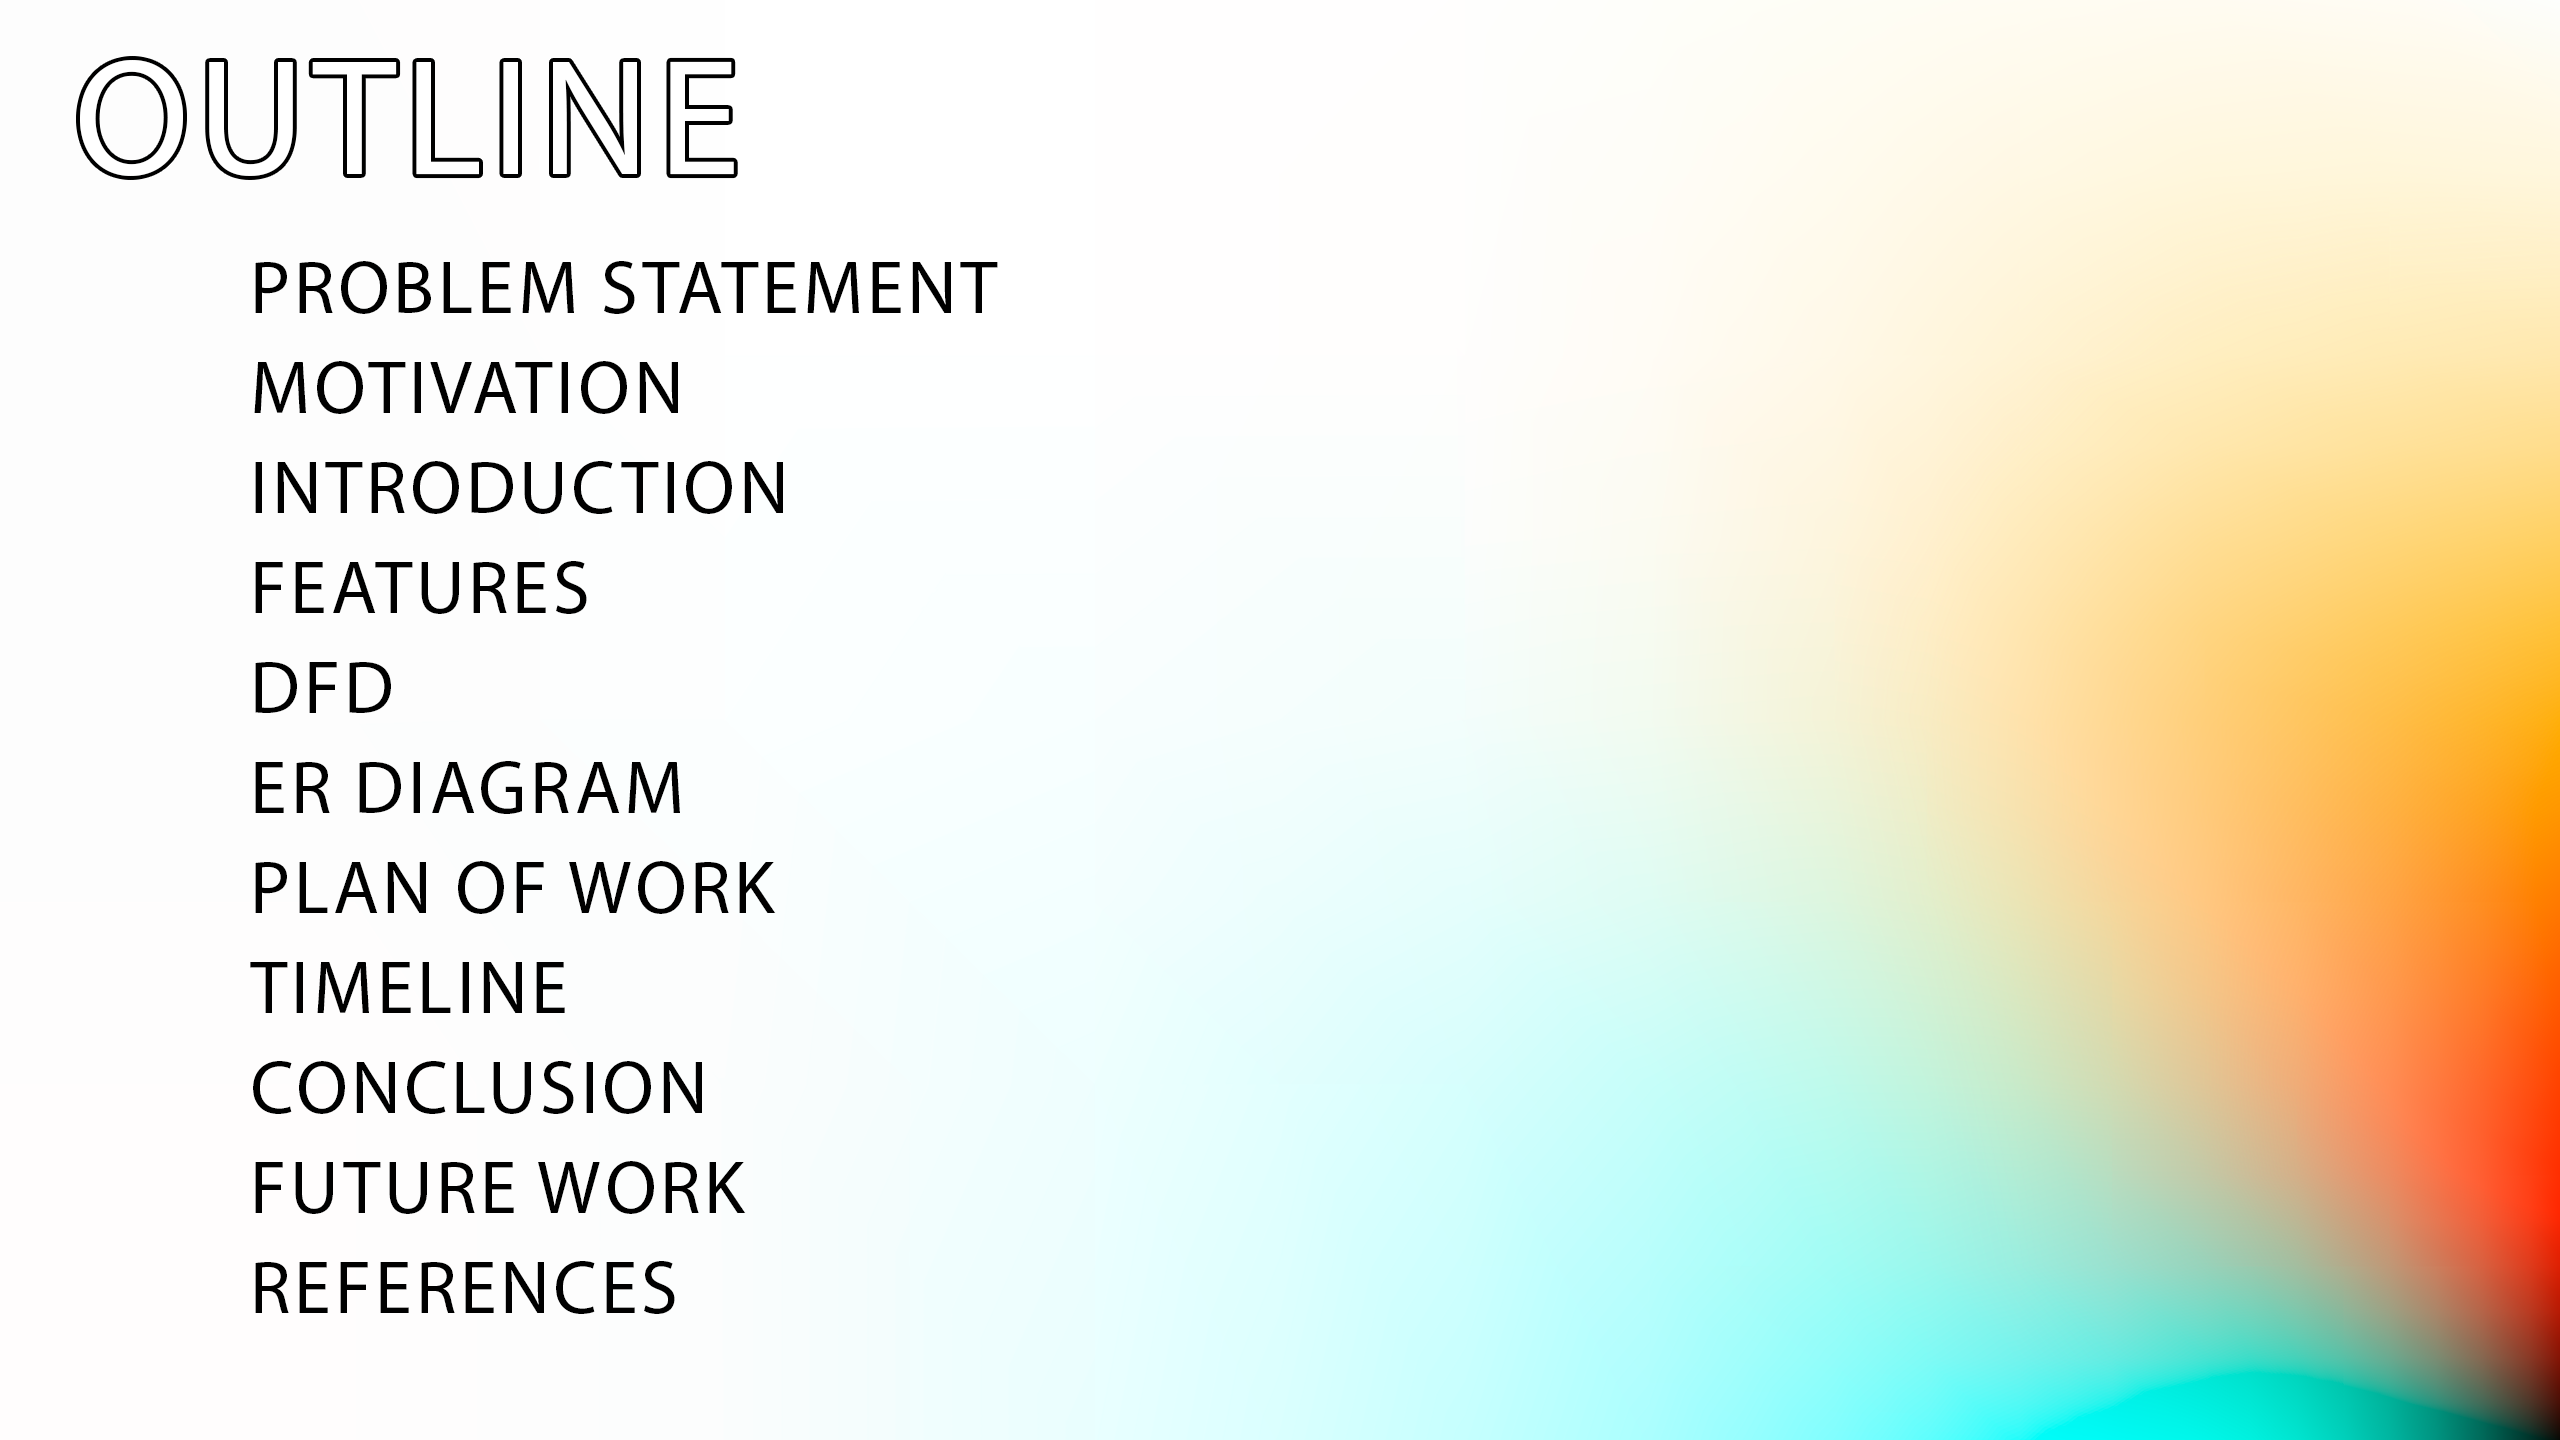 OUTLINE
PROBLEM STATEMENT
MOTIVATION
INTRODUCTION
FEATURES
DFD
ER DIAGRAM
PLAN OF WORK
TIMELINE
CONCLUSION
FUTURE WORK
REFERENCES